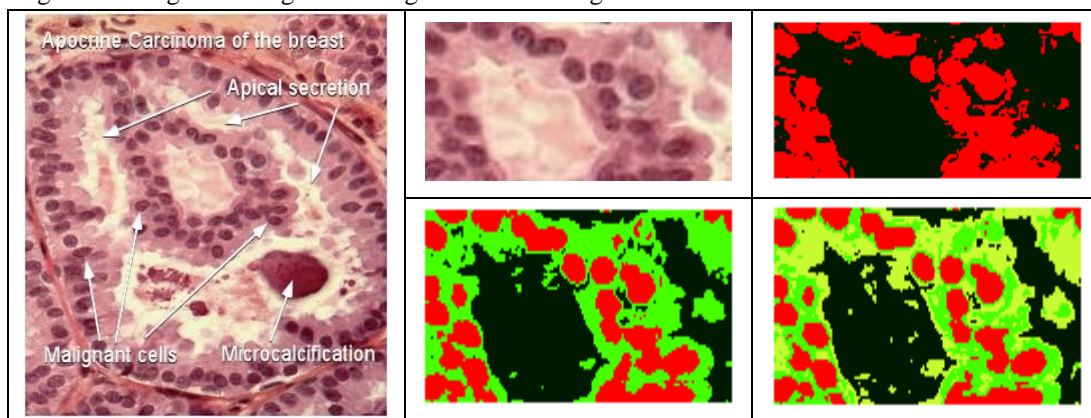 Apocrine Carcinoma of the breast
Apical secretion
Malignant cells
Microcalcification